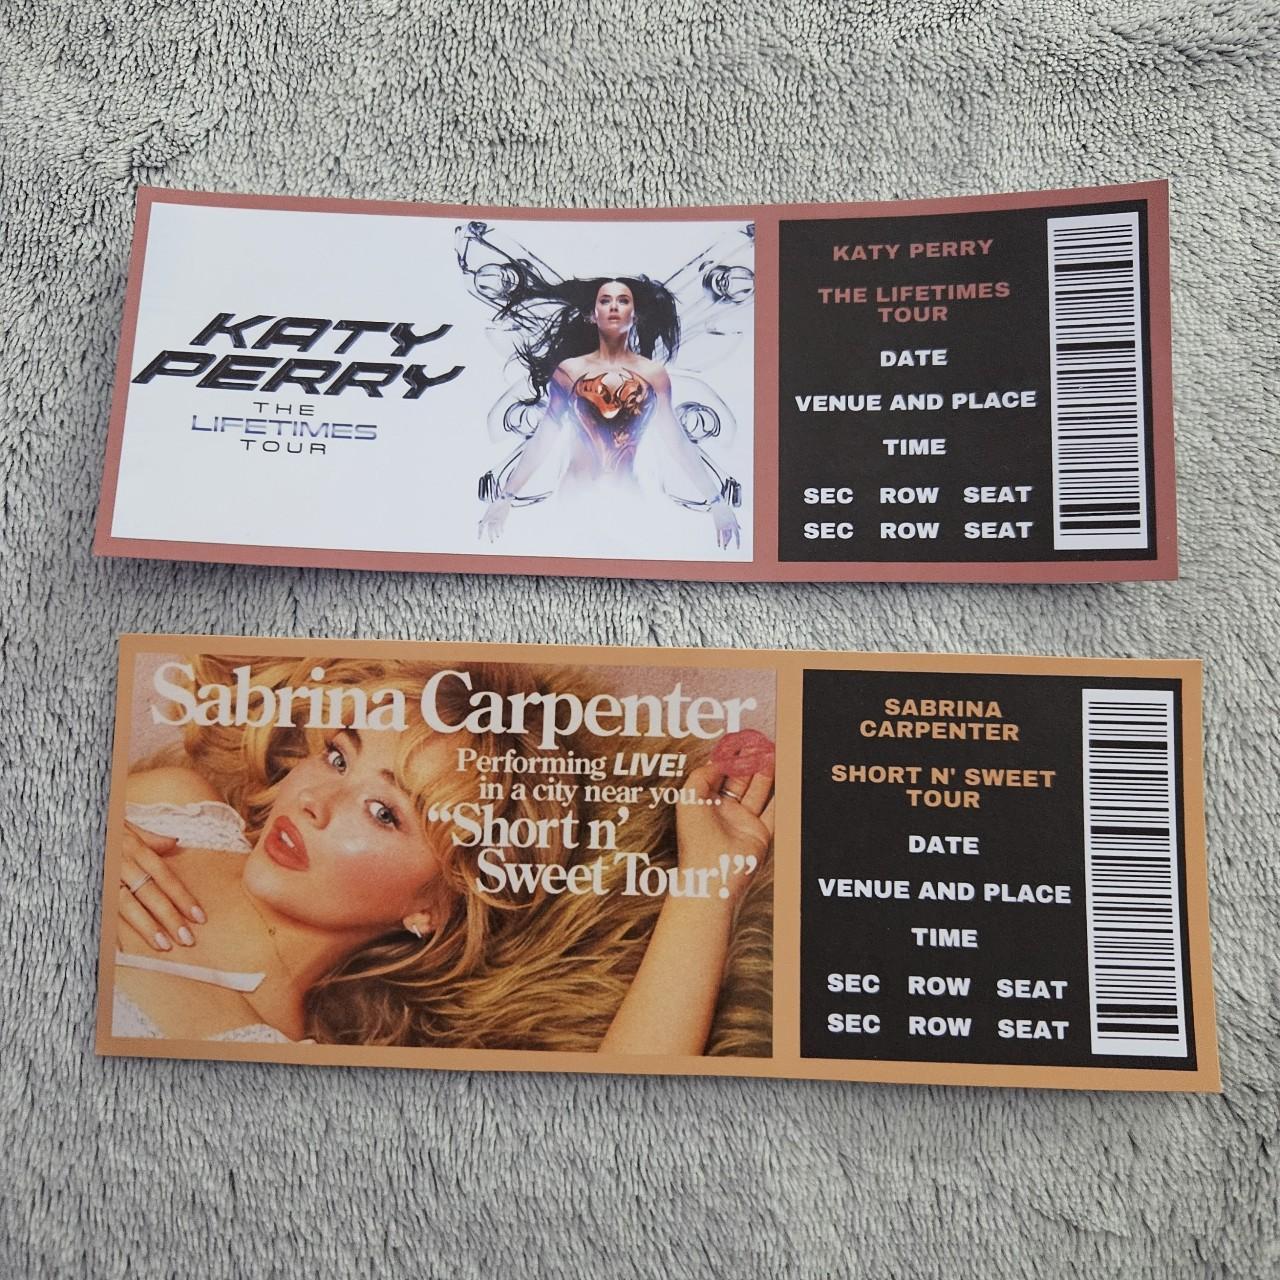 KATY
PERRY
THE
LIFETIMES
TOUR
KATY PERRY
THE LIFETIMES
TOUR
DATE
VENUE AND PLACE
TIME
SEC ROW SEAT
SEC ROW SEAT
Sabrina Carpenter
Performing LIVE!
in a city near you...
“Short n’
Sweet Tour!”
SABRINA
CARPENTER
SHORT N' SWEET
TOUR
DATE
VENUE AND PLACE
TIME
SEC ROW SEAT
SEC ROW SEAT